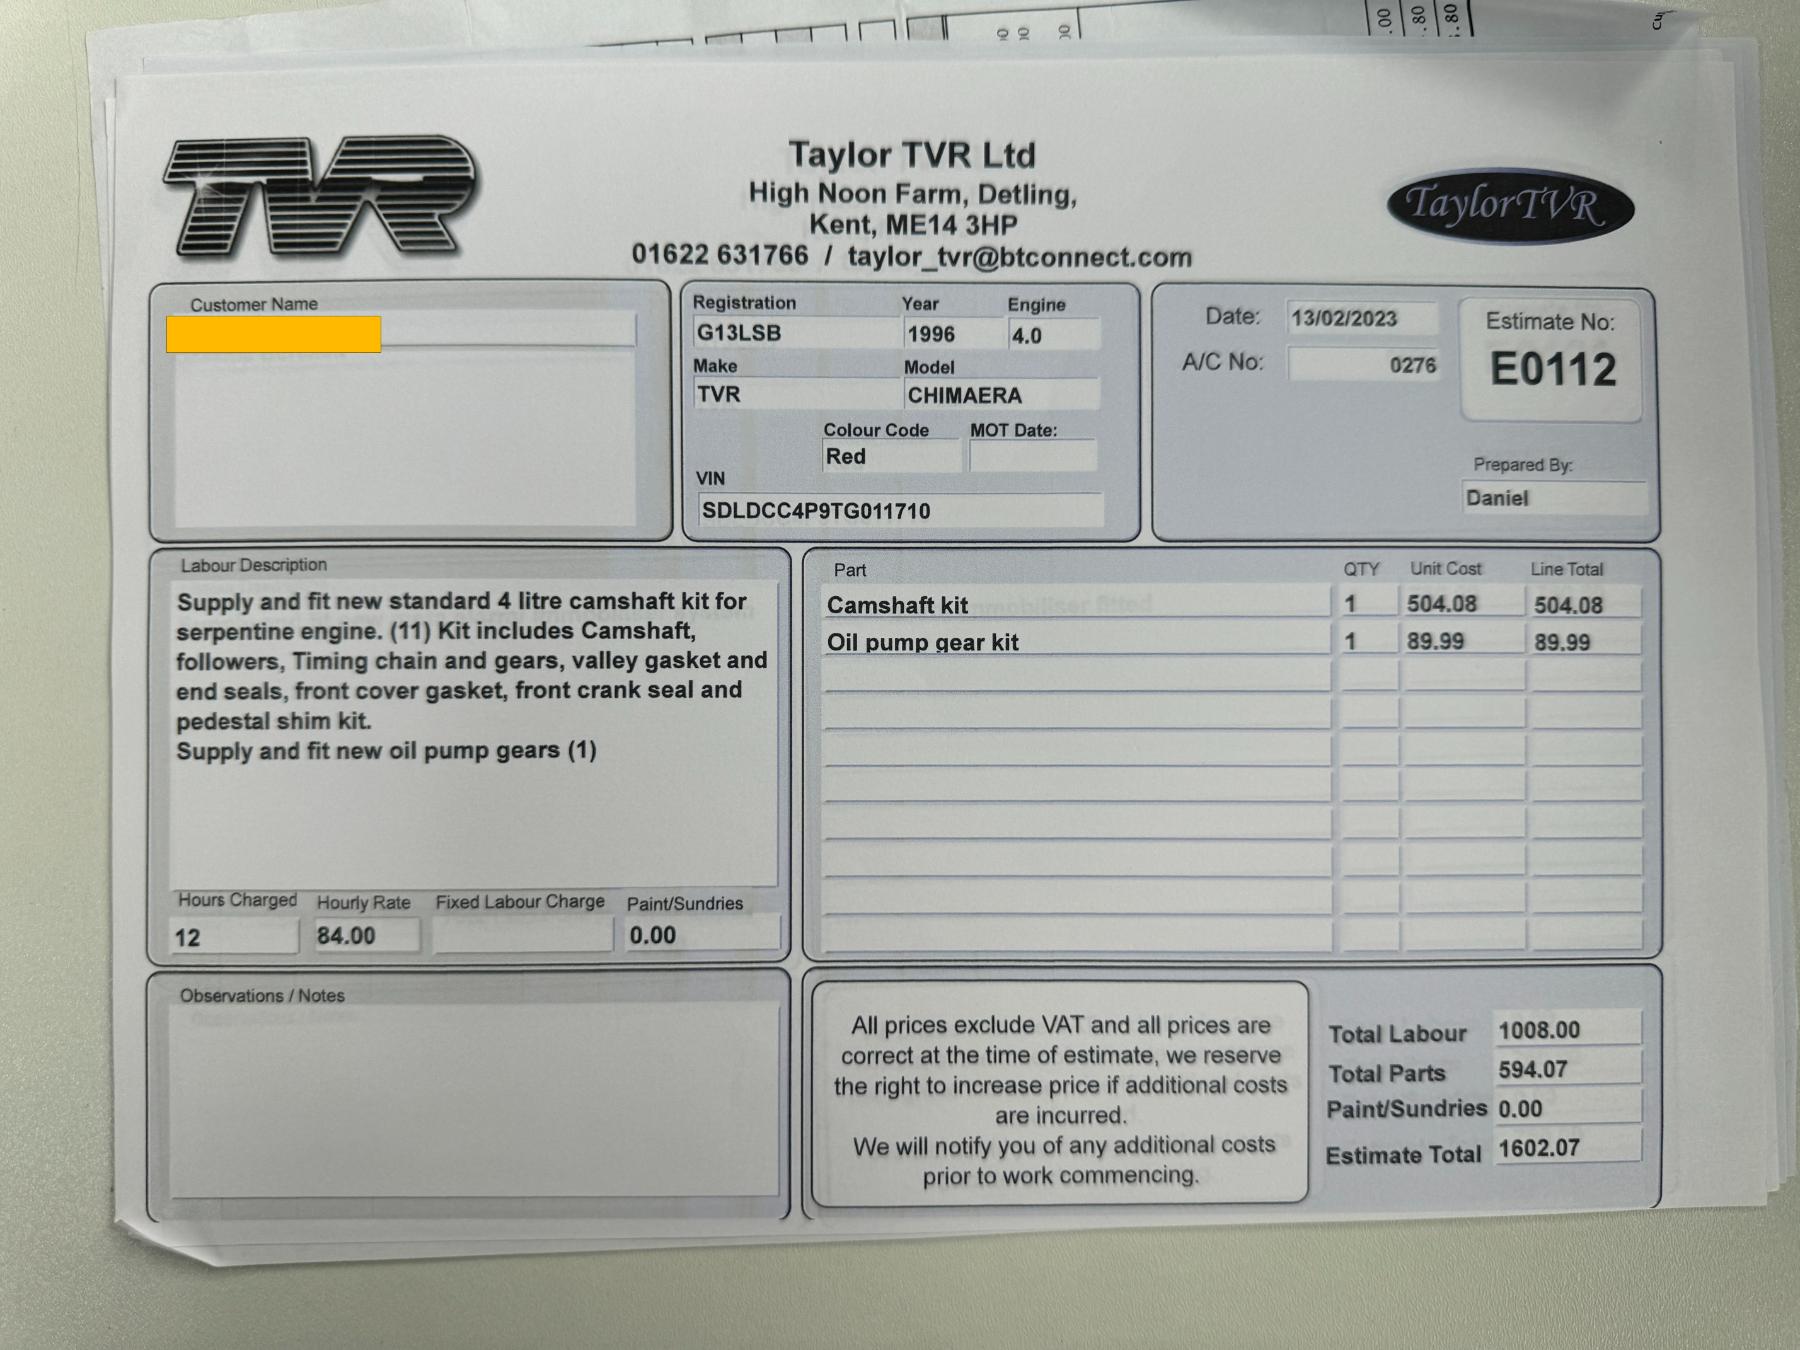 .00
.80
.80
TVR
Taylor TVR Ltd
High Noon Farm, Detling,
Kent, ME14 3HP
01622 631766 / taylor_tvr@btconnect.com
TaylorTVR
Customer Name
Registration Year Engine
G13LSB 1996 4.0
Make Model
TVR CHIMAERA
Colour Code MOT Date:
Red
VIN
SDLDCC4P9TG011710
Date: 13/02/2023
A/C No: 0276
Estimate No:
E0112
Prepared By:
Daniel
Labour Description
Supply and fit new standard 4 litre camshaft kit for
serpentine engine. (11) Kit includes Camshaft,
followers, Timing chain and gears, valley gasket and
end seals, front cover gasket, front crank seal and
pedestal shim kit.
Supply and fit new oil pump gears (1)
Hours Charged Hourly Rate Fixed Labour Charge Paint/Sundries
12 84.00 0.00
Part QTY Unit Cost Line Total
Camshaft kit 1 504.08 504.08
Oil pump gear kit 1 89.99 89.99
Observations / Notes
All prices exclude VAT and all prices are
correct at the time of estimate, we reserve
the right to increase price if additional costs
are incurred.
We will notify you of any additional costs
prior to work commencing.
Total Labour 1008.00
Total Parts 594.07
Paint/Sundries 0.00
Estimate Total 1602.07